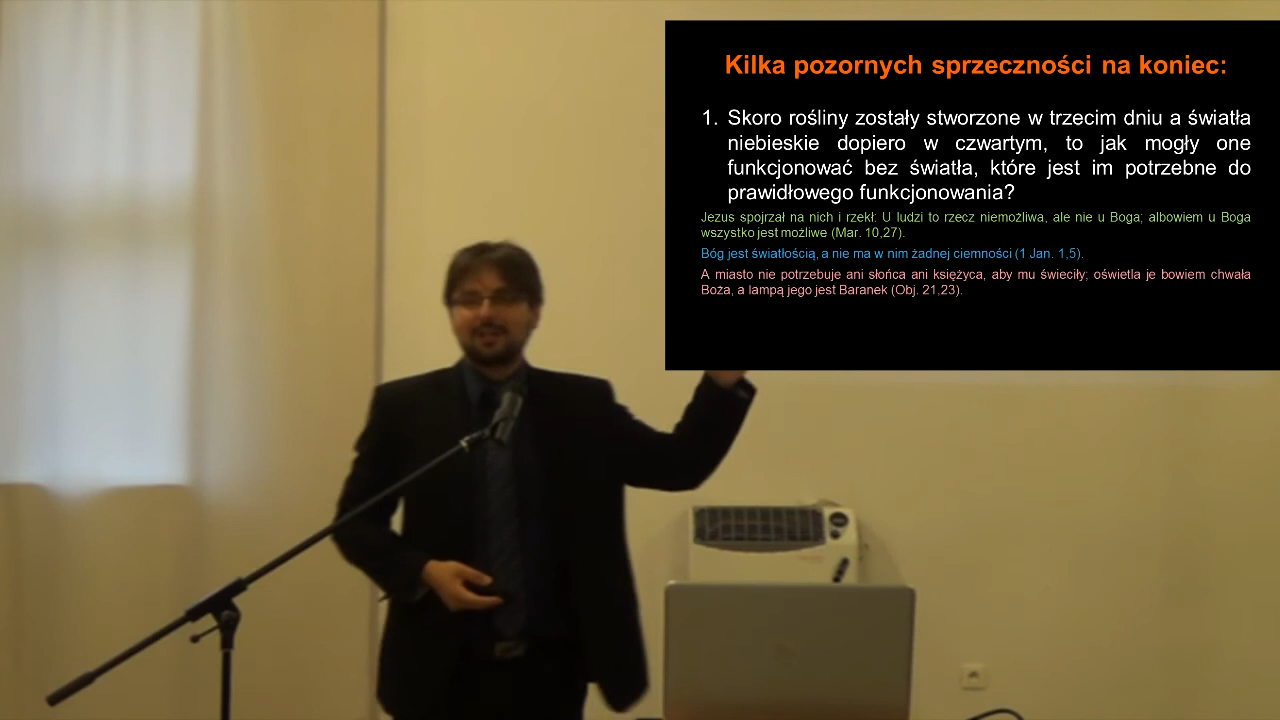 Kilka pozornych sprzeczności na koniec:
1. Skoro rośliny zostały stworzone w trzecim dniu a światła
niebieskie dopiero w czwartym, to jak mogły one
funkcjonować bez światła, które jest im potrzebne do
prawidłowego funkcjonowania?
Jezus spojrzał na nich i rzekł: U ludzi to rzecz niemożliwa, ale nie u Boga; albowiem u Boga
wszystko jest możliwe (Mar. 10,27).
Bóg jest światłością, a nie ma w nim żadnej ciemności (1 Jan. 1,5).
A miasto nie potrzebuje ani słońca ani księżyca, aby mu świeciły; oświetla je bowiem chwała
Boża, a lampą jego jest Baranek (Obj. 21,23).